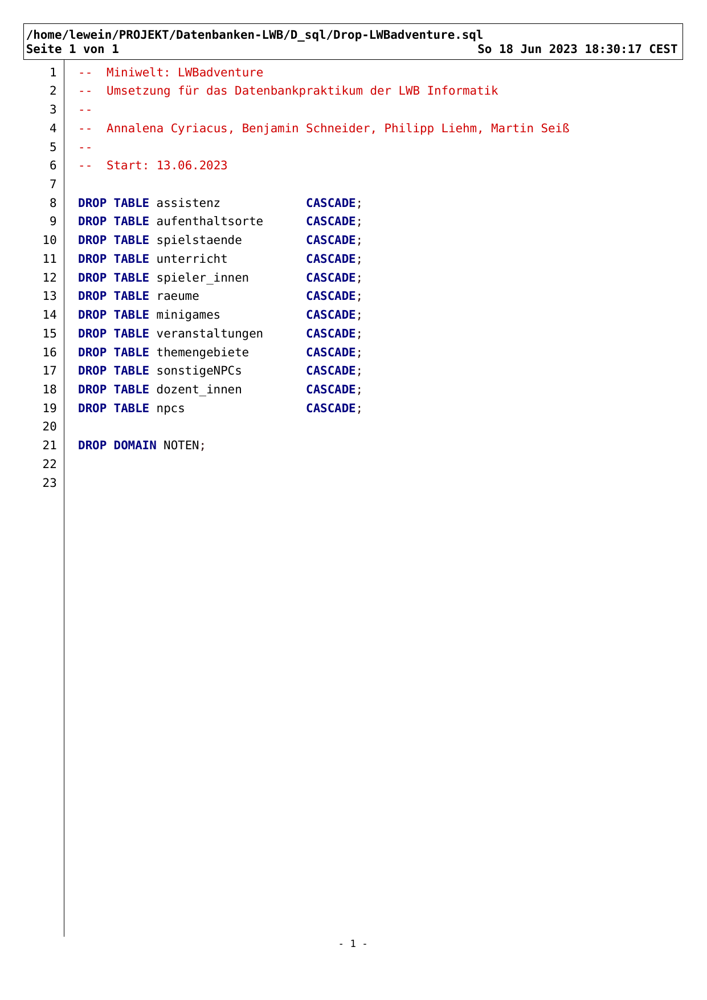 /home/lewein/PROJEKT/Datenbanken-LWB/D_sql/Drop-LWBadventure.sql
Seite 1 von 1 So 18 Jun 2023 18:30:17 CEST
1 -- Miniwelt: LWBadventure
2 -- Umsetzung für das Datenbankpraktikum der LWB Informatik
3 --
4 -- Annalena Cyriacus, Benjamin Schneider, Philipp Liehm, Martin Seiß
5 --
6 -- Start: 13.06.2023
7
8 DROP TABLE assistenz CASCADE;
9 DROP TABLE aufenthaltsorte CASCADE;
10 DROP TABLE spielstaende CASCADE;
11 DROP TABLE unterricht CASCADE;
12 DROP TABLE spieler_innen CASCADE;
13 DROP TABLE raeume CASCADE;
14 DROP TABLE minigames CASCADE;
15 DROP TABLE veranstaltungen CASCADE;
16 DROP TABLE themengebiete CASCADE;
17 DROP TABLE sonstigeNPCs CASCADE;
18 DROP TABLE dozent_innen CASCADE;
19 DROP TABLE npcs CASCADE;
20
21 DROP DOMAIN NOTEN;
22
23
- 1 -